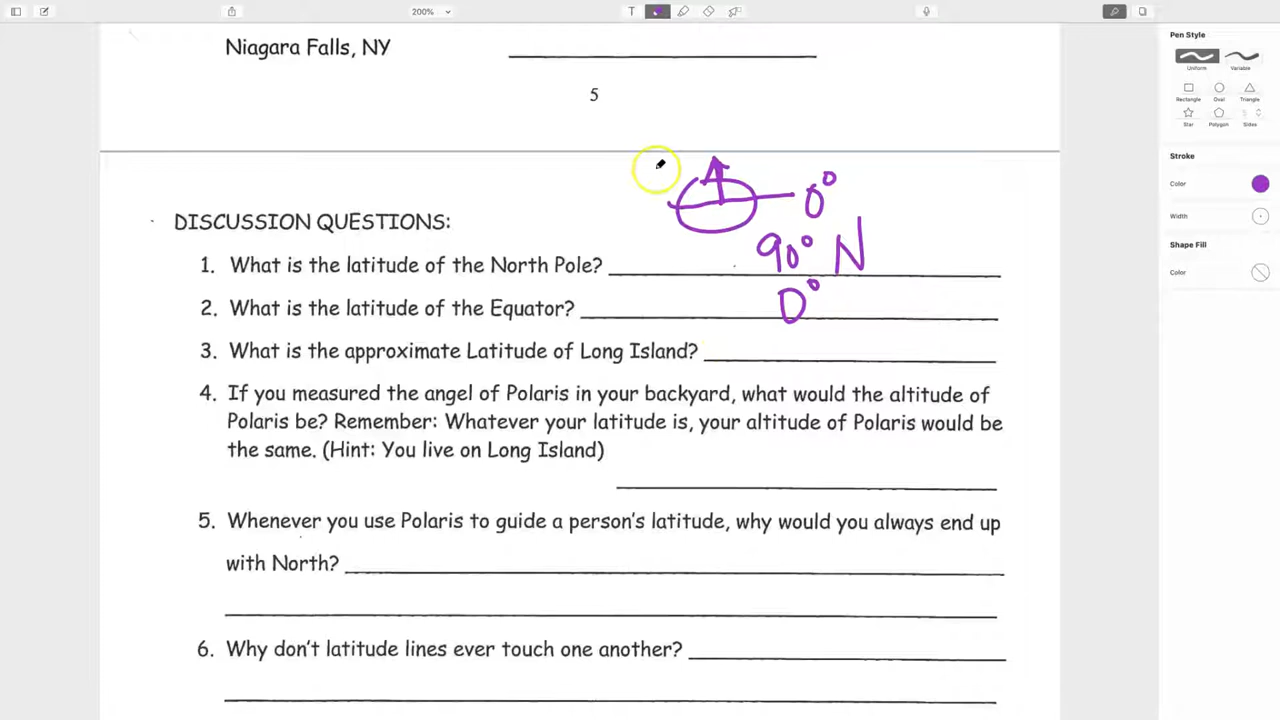 200%
T
Pen Style
Uniform
Variable
Rectangle
Oval
Triangle
Star
Polygon
5
Sides
Stroke
Color
Width
Shape Fill
Color
Niagara Falls, NY
5
0°
DISCUSSION QUESTIONS:
1. What is the latitude of the North Pole? 90° N
2. What is the latitude of the Equator? 0°
3. What is the approximate Latitude of Long Island?
4. If you measured the angel of Polaris in your backyard, what would the altitude of
Polaris be? Remember: Whatever your latitude is, your altitude of Polaris would be
the same. (Hint: You live on Long Island)
5. Whenever you use Polaris to guide a person's latitude, why would you always end up
with North?
6. Why don't latitude lines ever touch one another?